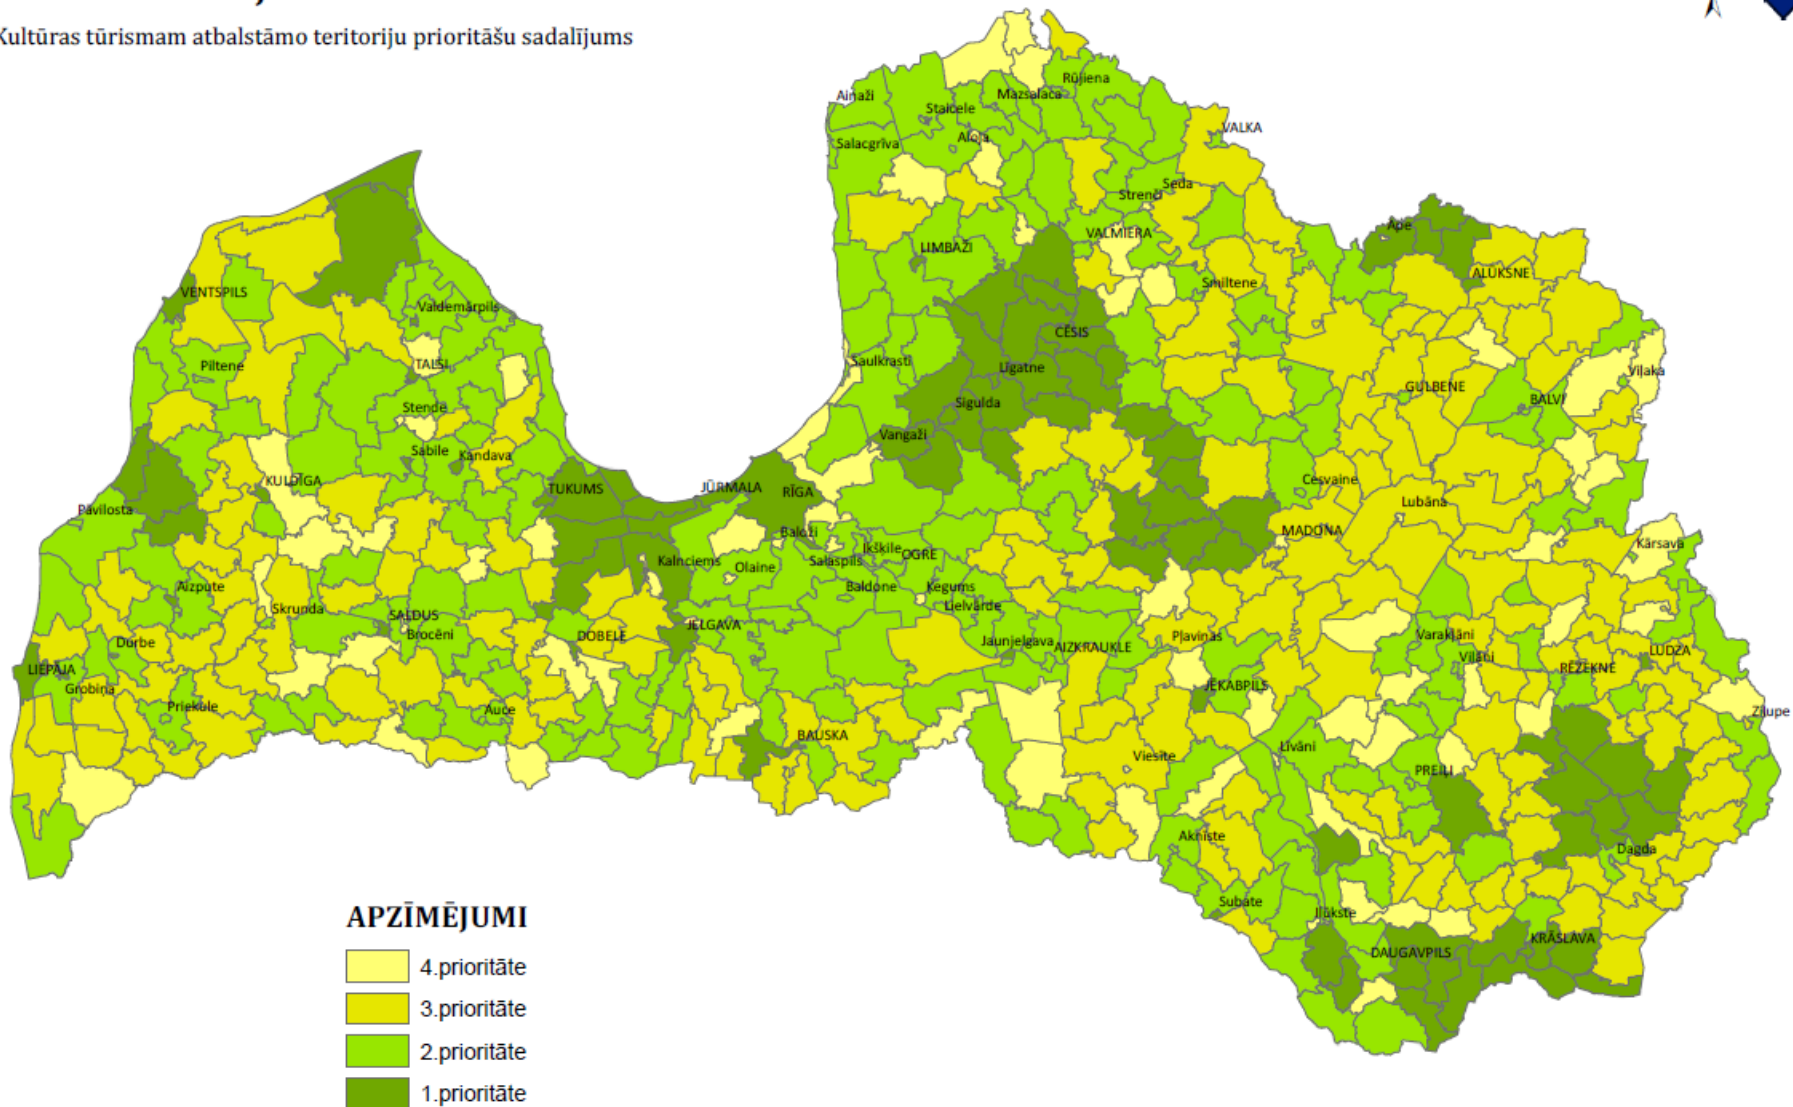 Kultūras tūrismam atbalstāmo teritoriju prioritāšu sadalījums
Rūjiena
Ainaži
Mazsalaca
Staicele
Aloja
Salacgrīva
VALKA
Seda
Strenči
VALMIERA
Ape
LIMBAŽI
ALŪKSNE
Smiltene
VENTSPILS
Valdemārpils
CĒSIS
Saulkrasti
Līgatne
Piltene
TALSI
Viļaka
GULBENE
BALVI
Stende
Sigulda
Vangaži
Sabile
Kandava
KULDĪGA
TUKUMS
JŪRMALA
RĪGA
Cesvaine
Lubāna
Pāvilosta
MADONA
Baloži
Kārsava
Ikšķile
OGRE
Kalnciems
Olaine
Salaspils
Aizpute
Baldone
Ķegums
Lielvārde
Skrunda
SALDUS
Brocēni
DOBELE
JELGAVA
Durbe
Jaunjelgava
AIZKRAUKLE
Pļaviņas
Varakļāni
Viļāni
RĒZEKNE
LUDZA
LIEPĀJA
Grobiņa
JĒKABPILS
Priekule
Auce
Zilupe
BAUSKA
Viesīte
Līvāni
PREIĻI
Aknīste
Dagda
Subate
Ilūkste
DAUGAVPILS
KRĀSLAVA
APZĪMĒJUMI
4.prioritāte
3.prioritāte
2.prioritāte
1.prioritāte